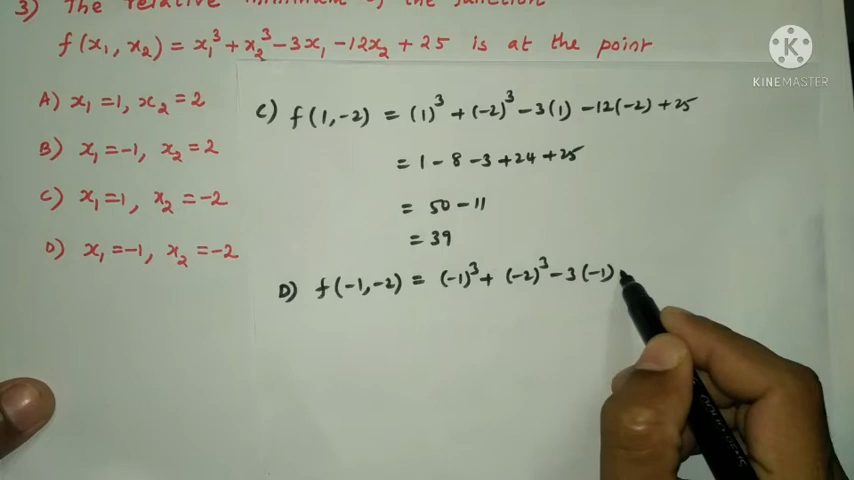 3) The relative minimum of the function
f(x₁, x₂) = x₁³ + x₂³ - 3x₁ - 12x₂ + 25 is at the point
A) x₁ = 1, x₂ = 2
B) x₁ = -1, x₂ = 2
C) x₁ = 1, x₂ = -2
D) x₁ = -1, x₂ = -2
C) f(1, -2) = (1)³ + (-2)³ - 3(1) - 12(-2) + 25
= 1 - 8 - 3 + 24 + 25
= 50 - 11
= 39
D) f(-1, -2) = (-1)³ + (-2)³ - 3(-1)
K
KINEMASTER